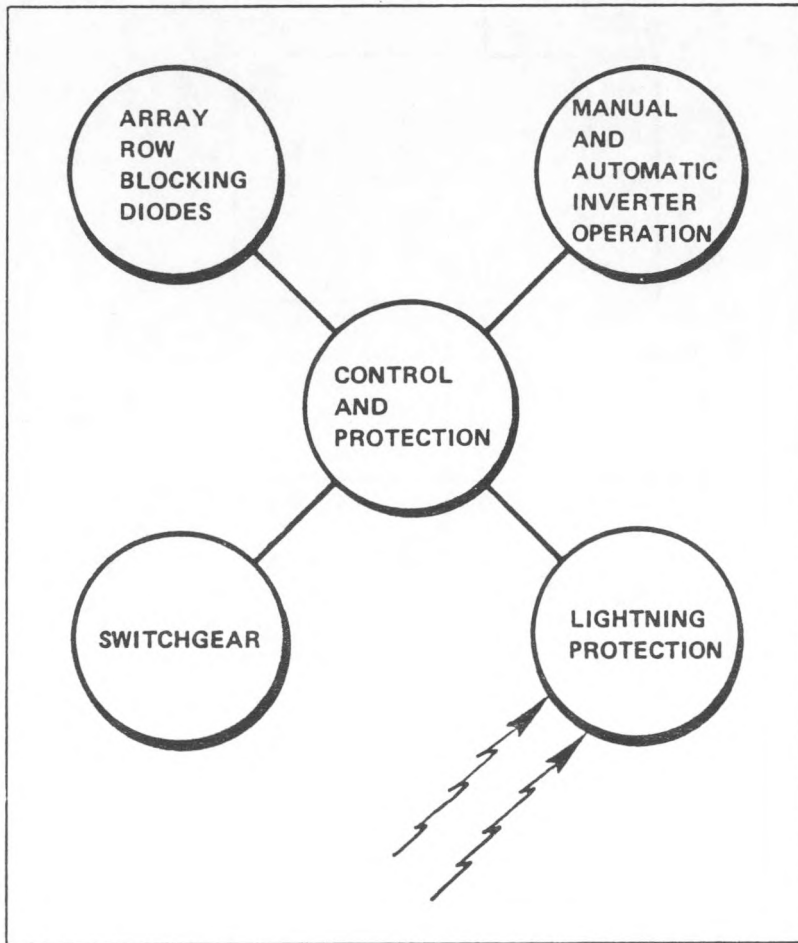 ARRAY
ROW
BLOCKING
DIODES
MANUAL
AND
AUTOMATIC
INVERTER
OPERATION
CONTROL
AND
PROTECTION
SWITCHGEAR
LIGHTNING
PROTECTION